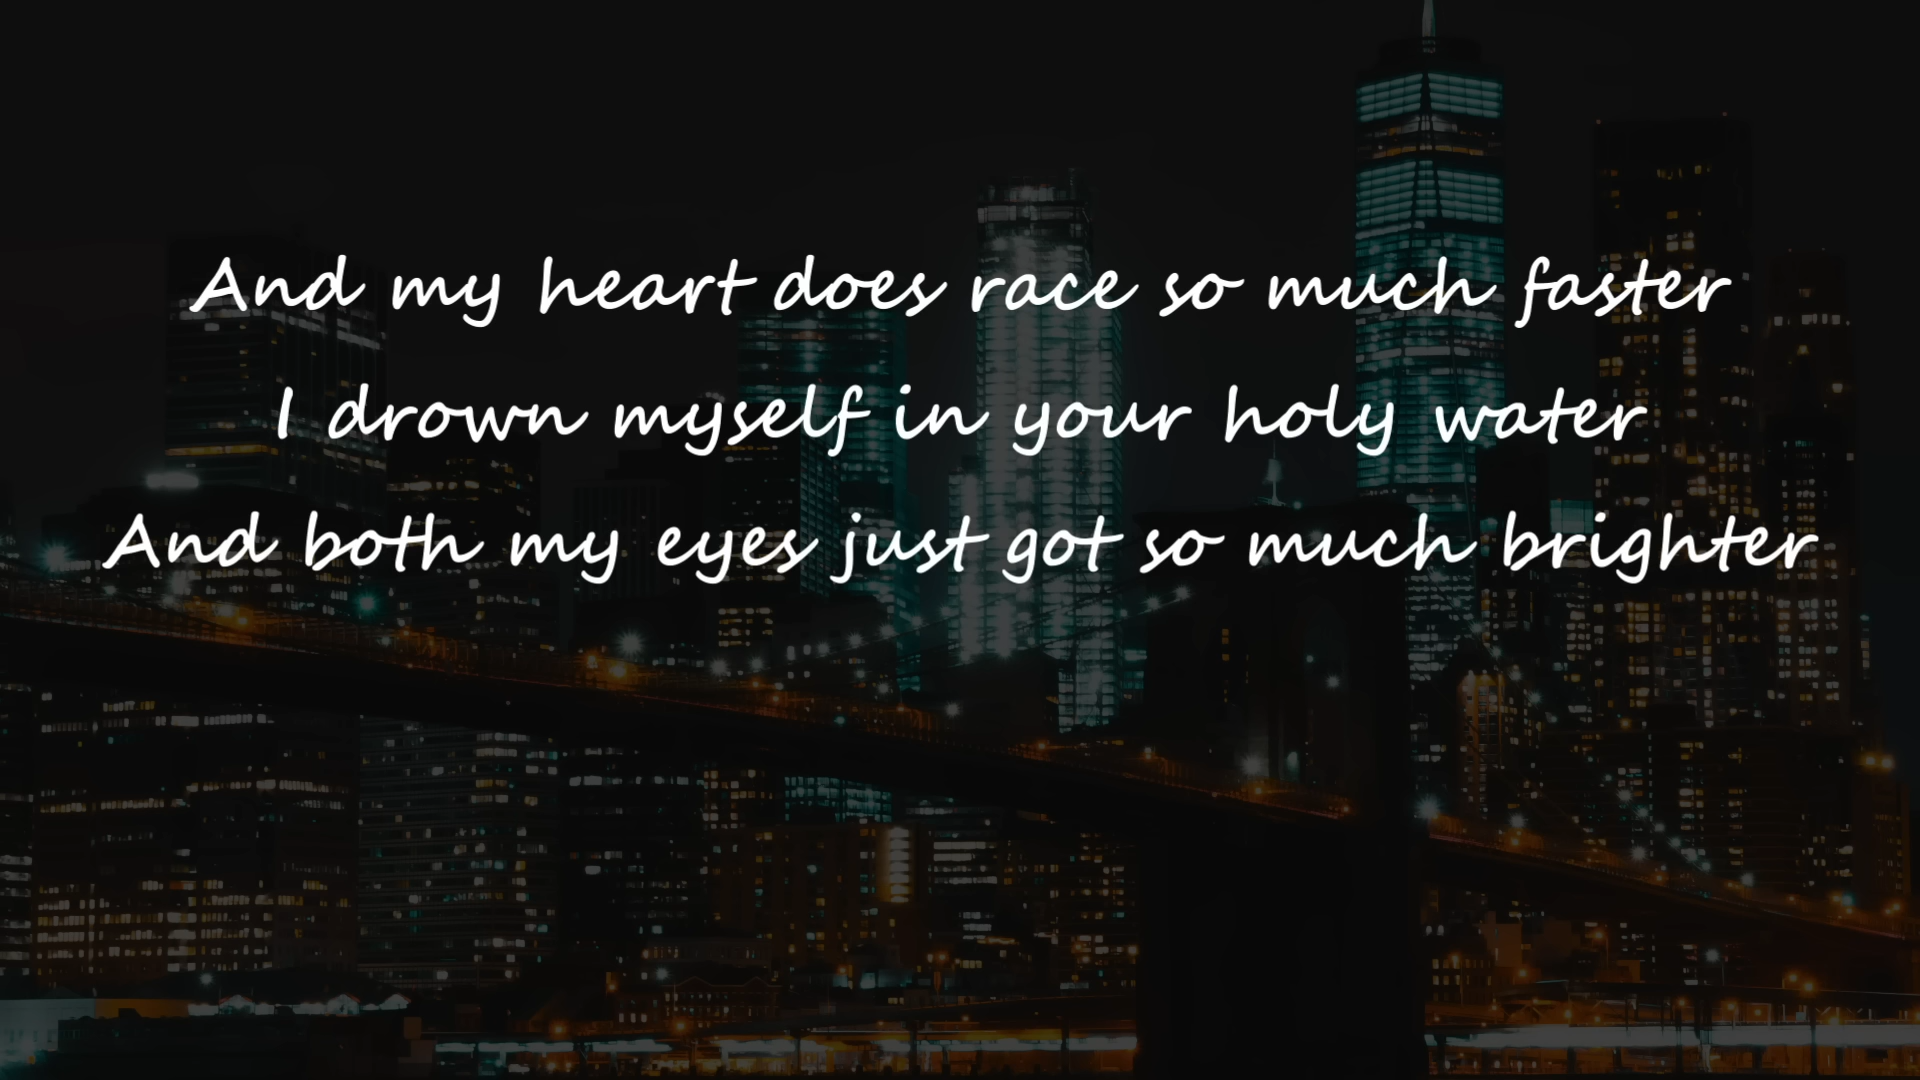 And my heart does race so much faster
I drown myself in your holy water
And both my eyes just got so much brighter